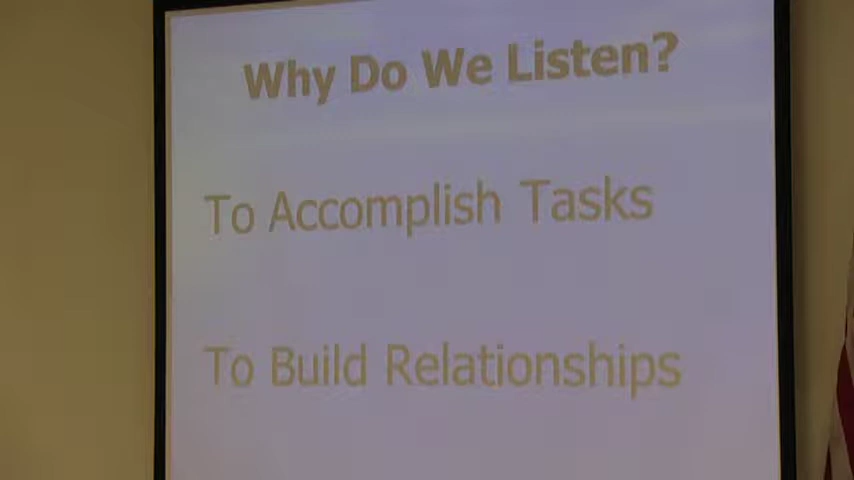 Why Do We Listen?
To Accomplish Tasks
To Build Relationships